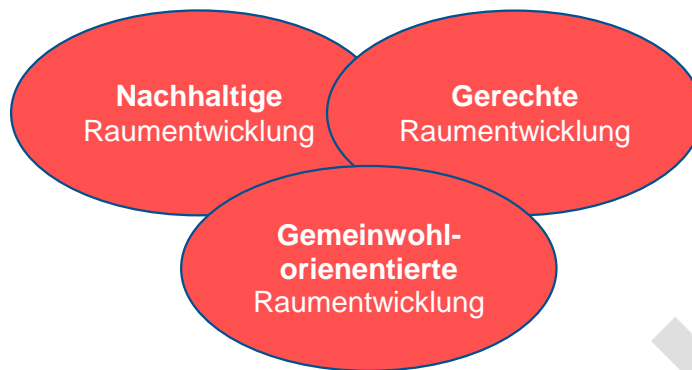 Nachhaltige
Raumentwicklung
Gerechte
Raumentwicklung
Gemeinwohl-
orienentierte
Raumentwicklung